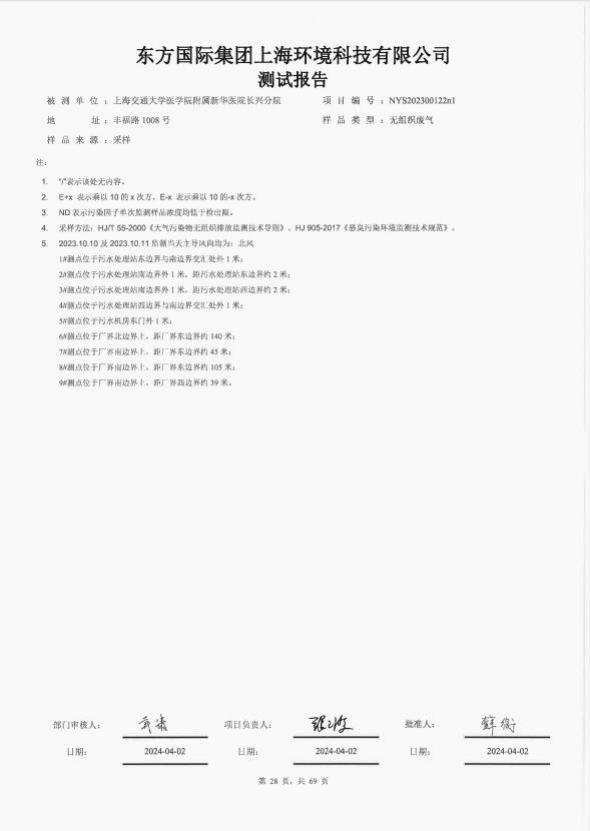 东方国际集团上海环境科技有限公司
测试报告
被测单位：上海交通大学医学院附属新华医院长兴分院 项目编号：NYS202300122n1
地址：丰福路 1008 号 样品类型：无组织废气
样品来源：采样
注：
1. "/"表示该处无内容。
2. E+x 表示乘以 10 的 x 次方，E-x 表示乘以 10 的-x 次方。
3. ND 表示污染因子单次监测样品浓度均低于检出限。
4. 采样方法：HJ/T 55-2000《大气污染物无组织排放监测技术导则》、HJ 905-2017《恶臭污染环境监测技术规范》。
5. 2023.10.10 及 2023.10.11 监测当天主导风向均为：北风
1#测点位于污水处理站东边界与南边界交汇处外 1 米；
2#测点位于污水处理站南边界外 1 米，距污水处理站东边界约 2 米；
3#测点位于污水处理站南边界外 1 米，距污水处理站西边界约 2 米；
4#测点位于污水处理站西边界与南边界交汇处外 1 米；
5#测点位于污水机房东门外 1 米；
6#测点位于厂界北边界上，距厂界东边界约 140 米；
7#测点位于厂界南边界上，距厂界东边界约 45 米；
8#测点位于厂界南边界上，距厂界东边界约 105 米；
9#测点位于厂界南边界上，距厂界西边界约 39 米。
部门审核人： 项目负责人： 批准人：
日期： 2024-04-02 日期： 2024-04-02 日期： 2024-04-02
第 28 页，共 69 页